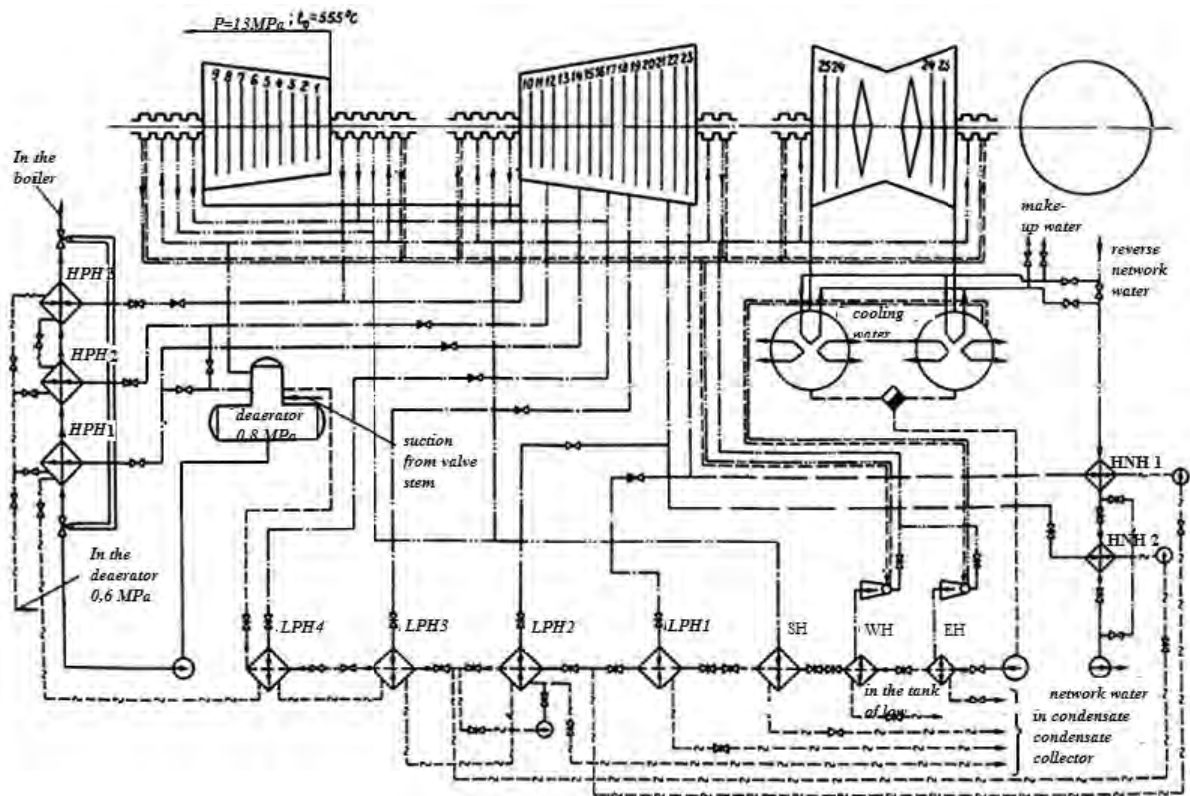 P=13MPa ; t₀=555°C
9 8 7 6 5 4 3 2 1
10 11 12 13 14 15 16 17 18 19 20 21 22 23
25 24
24 25
In the
boiler
make-
up water
reverse
network
water
HPH 3
HPH2
HPH1
cooling
water
deaerator
0.8 MPa
suction
from valve
stem
HNH 1
HNH 2
In the
deaerator
0,6 MPa
LPH4
LPH3
LPH2
LPH1
SH
WH
EH
in the tank
of low
network water
in condensate
condensate
collector